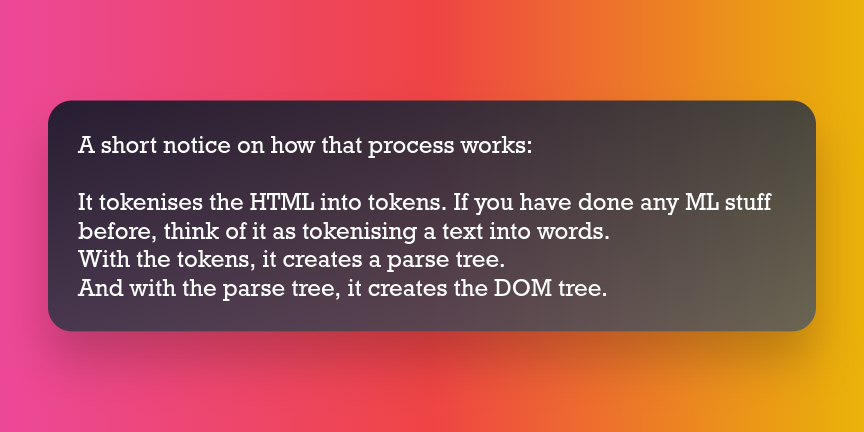 A short notice on how that process works:
It tokenises the HTML into tokens. If you have done any ML stuff
before, think of it as tokenising a text into words.
With the tokens, it creates a parse tree.
And with the parse tree, it creates the DOM tree.